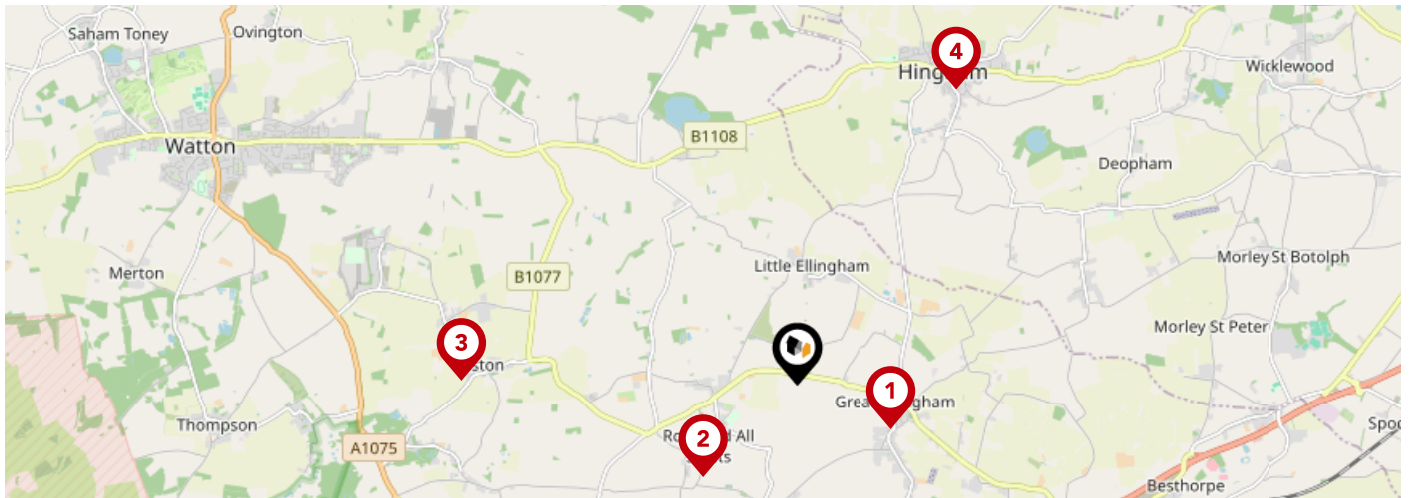 Saham Toney
Ovington
4
Wicklewood
B1108
Watton
Deopham
Merton
B1077
Little Ellingham
Morley St Botolph
Morley St Peter
3
1
Thompson
A1075
2
All
Besthorpe